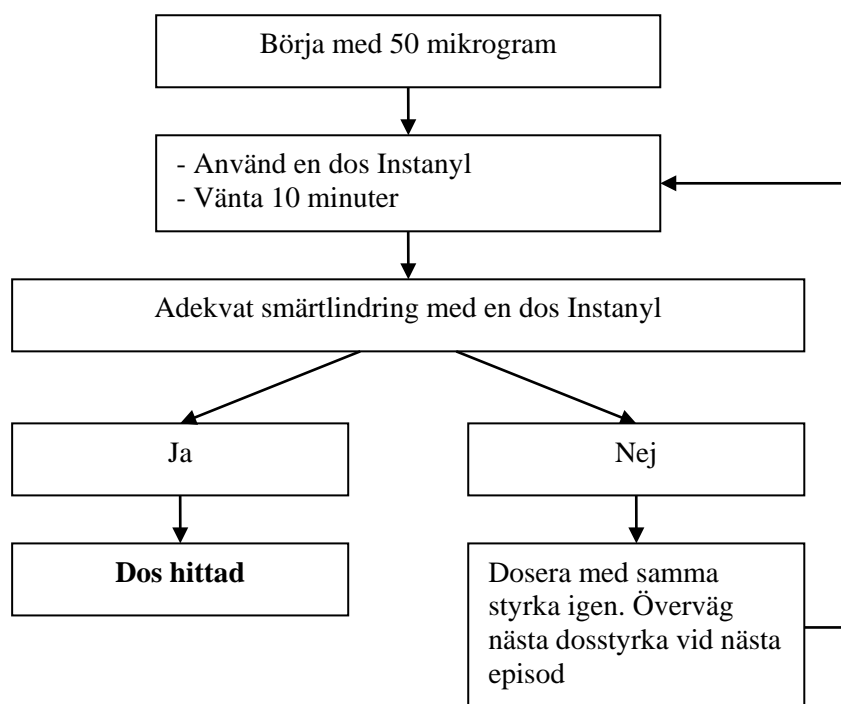 Börja med 50 mikrogram
- Använd en dos Instanyl
- Vänta 10 minuter
Adekvat smärtlindring med en dos Instanyl
Ja
Nej
Dos hittad
Dosera med samma
styrka igen. Överväg
nästa dosstyrka vid nästa
episod